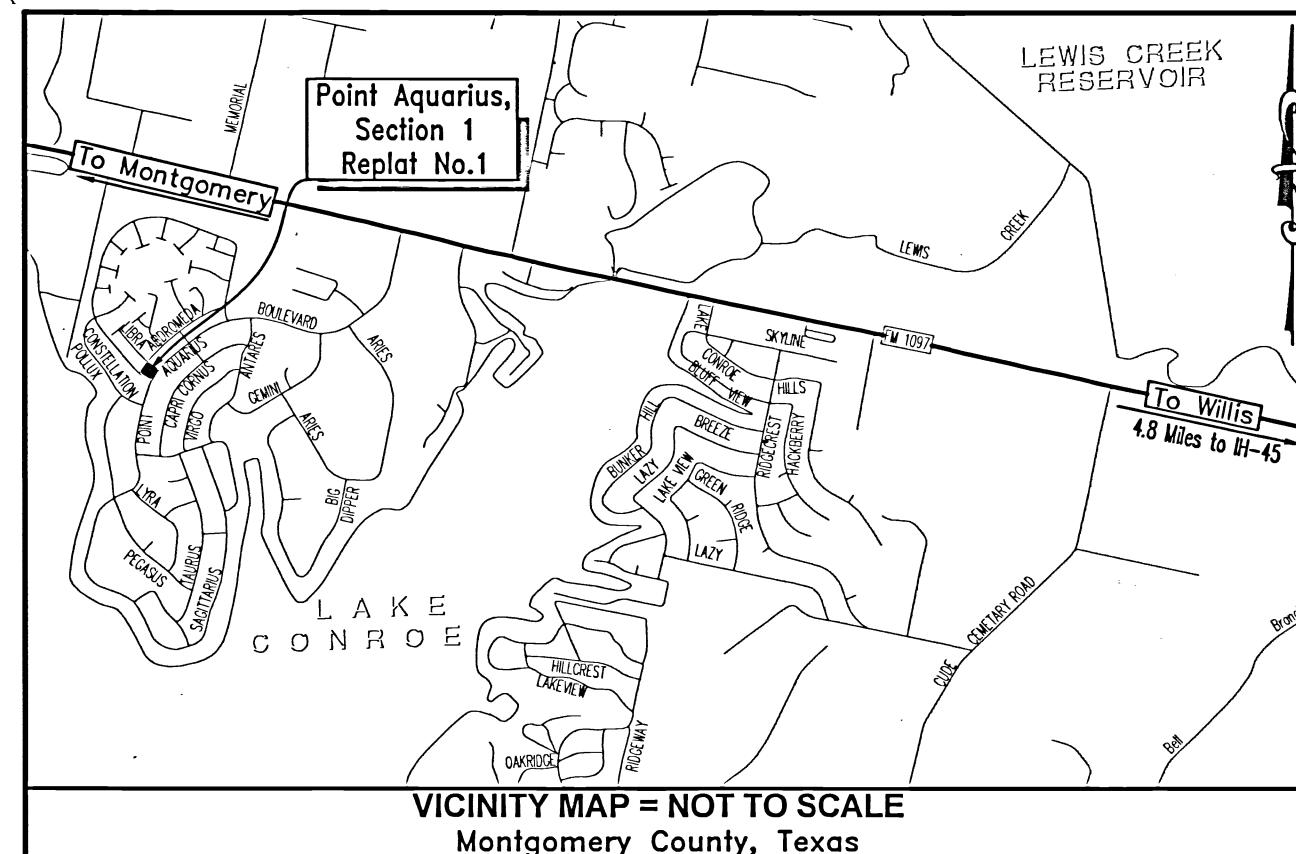 LEWIS CREEK
RESERVOIR
Point Aquarius,
Section 1
Replat No.1
MEMORIAL
To Montgomery
LEWIS
CREEK
LIBRA
CONSTELLATION
POLLUX
AQUARIUS
BOULEVARD
ANTARES
ARIES
CAPRI CORNUS
VIRGO
GEMINI
POINT
ARIES
LYRA
BIG
DIPPER
PEGASUS
TAURUS
SAGITTARIUS
LAKE
CONROE
LAKE
SKYLINE
FM 1097
CONROE
BLUFF VIEW
HILLS
HILL
BREEZE
RIDGECREST
HACKBERRY
BUNKER
LAZY
LAKE VIEW
GREEN
RIDGE
LAZY
To Willis
4.8 Miles to IH-45
CUDE
CEMETARY ROAD
HILLCREST
LAKEVIEW
OAKRIDGE
RIDGEWAY
Bell
VICINITY MAP = NOT TO SCALE
Montgomery County, Texas